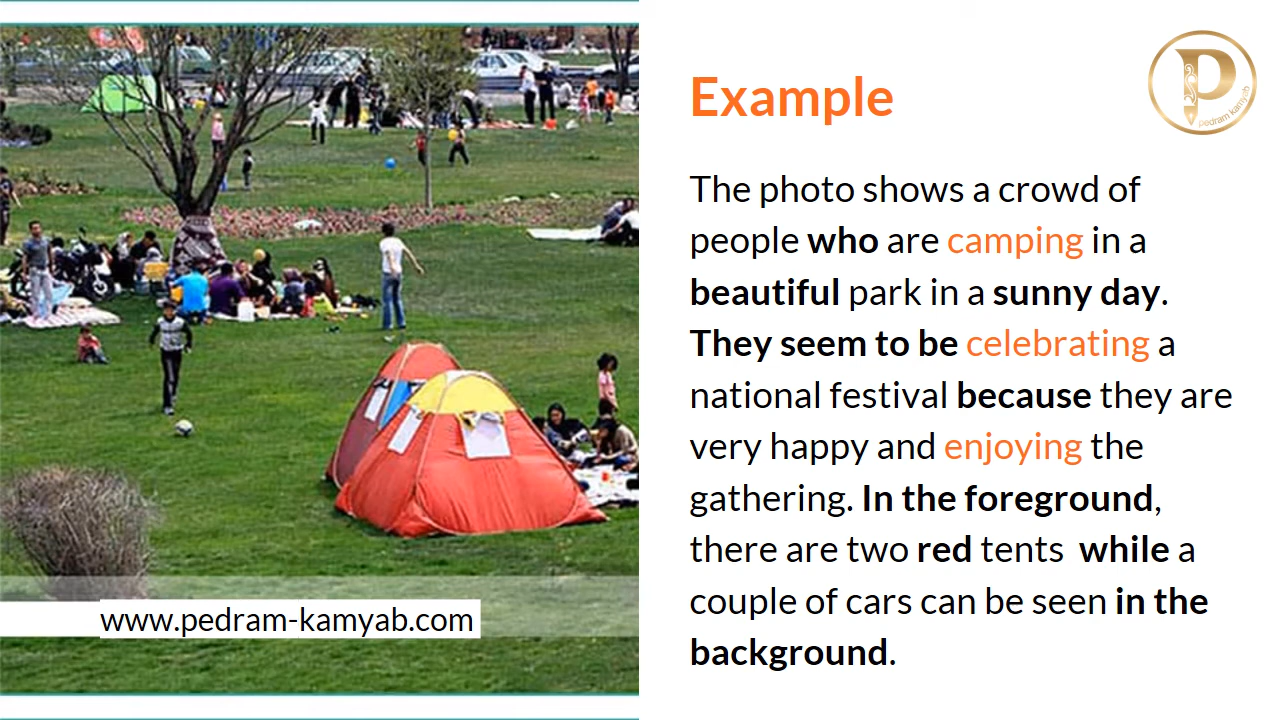 Example
The photo shows a crowd of
people who are camping in a
beautiful park in a sunny day.
They seem to be celebrating a
national festival because they are
very happy and enjoying the
gathering. In the foreground,
there are two red tents  while a
couple of cars can be seen in the
background.
www.pedram-kamyab.com
P
pedram kamyab